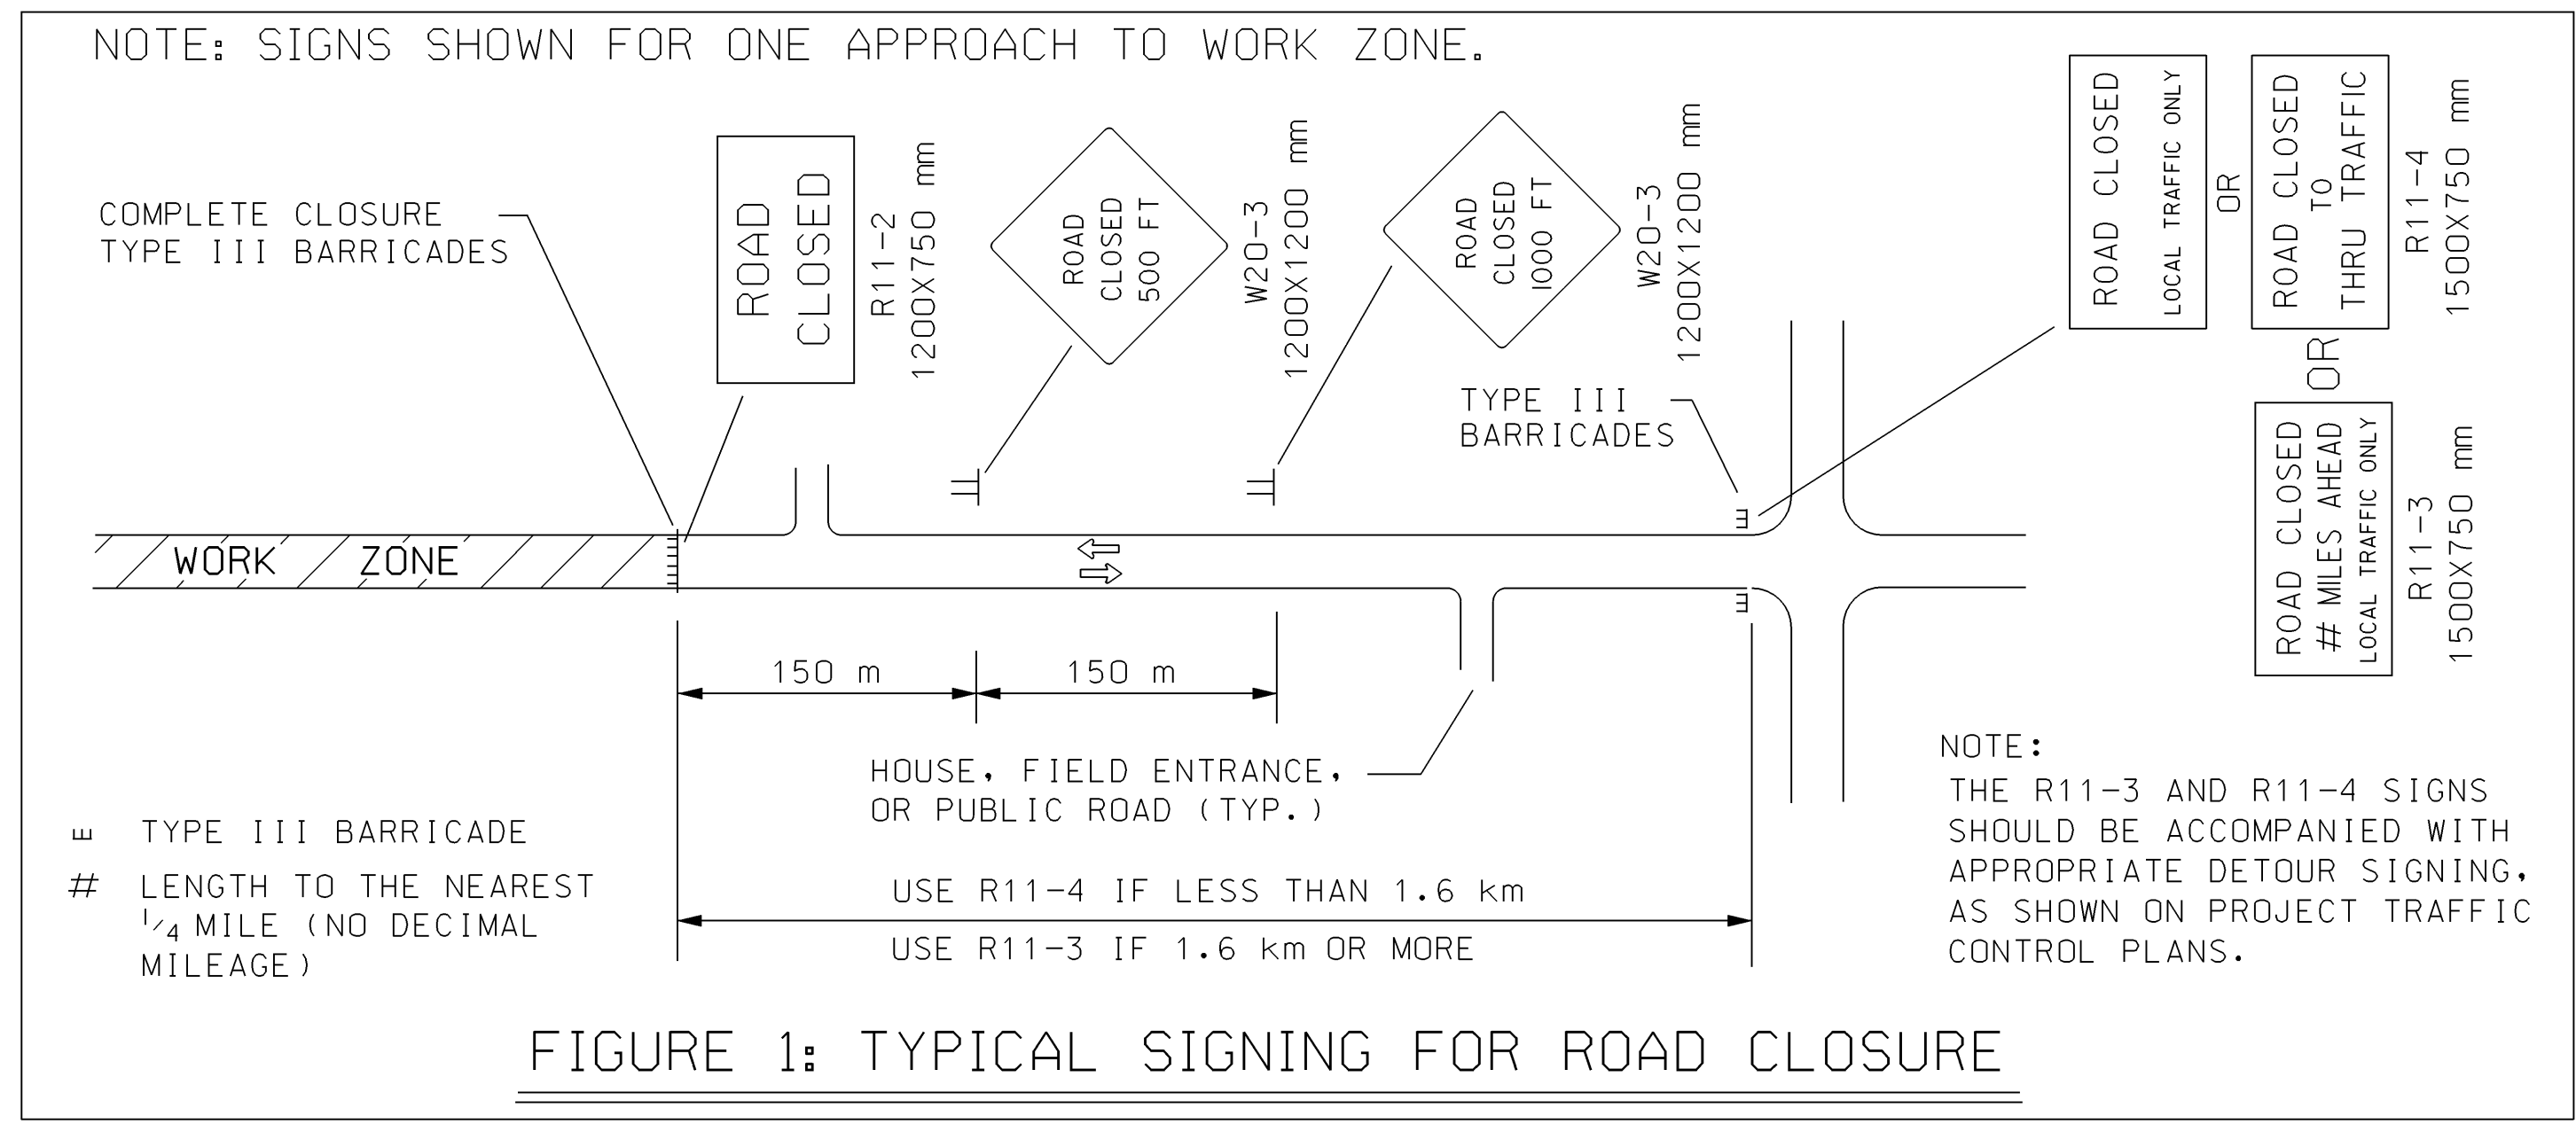 NOTE: SIGNS SHOWN FOR ONE APPROACH TO WORK ZONE.
COMPLETE CLOSURE
TYPE III BARRICADES
ROAD
CLOSED
R11-2
1200X750 mm
ROAD
CLOSED
500 FT
W20-3
1200X1200 mm
ROAD
CLOSED
1000 FT
W20-3
1200X1200 mm
TYPE III
BARRICADES
ROAD CLOSED
LOCAL TRAFFIC ONLY
OR
ROAD CLOSED
TO
THRU TRAFFIC
R11-4
1500X750 mm
OR
ROAD CLOSED
# MILES AHEAD
LOCAL TRAFFIC ONLY
R11-3
1500X750 mm
WORK ZONE
150 m
150 m
HOUSE, FIELD ENTRANCE,
OR PUBLIC ROAD (TYP.)
E TYPE III BARRICADE
# LENGTH TO THE NEAREST
1/4 MILE (NO DECIMAL
MILEAGE)
USE R11-4 IF LESS THAN 1.6 km
USE R11-3 IF 1.6 km OR MORE
NOTE:
THE R11-3 AND R11-4 SIGNS
SHOULD BE ACCOMPANIED WITH
APPROPRIATE DETOUR SIGNING,
AS SHOWN ON PROJECT TRAFFIC
CONTROL PLANS.
FIGURE 1: TYPICAL SIGNING FOR ROAD CLOSURE